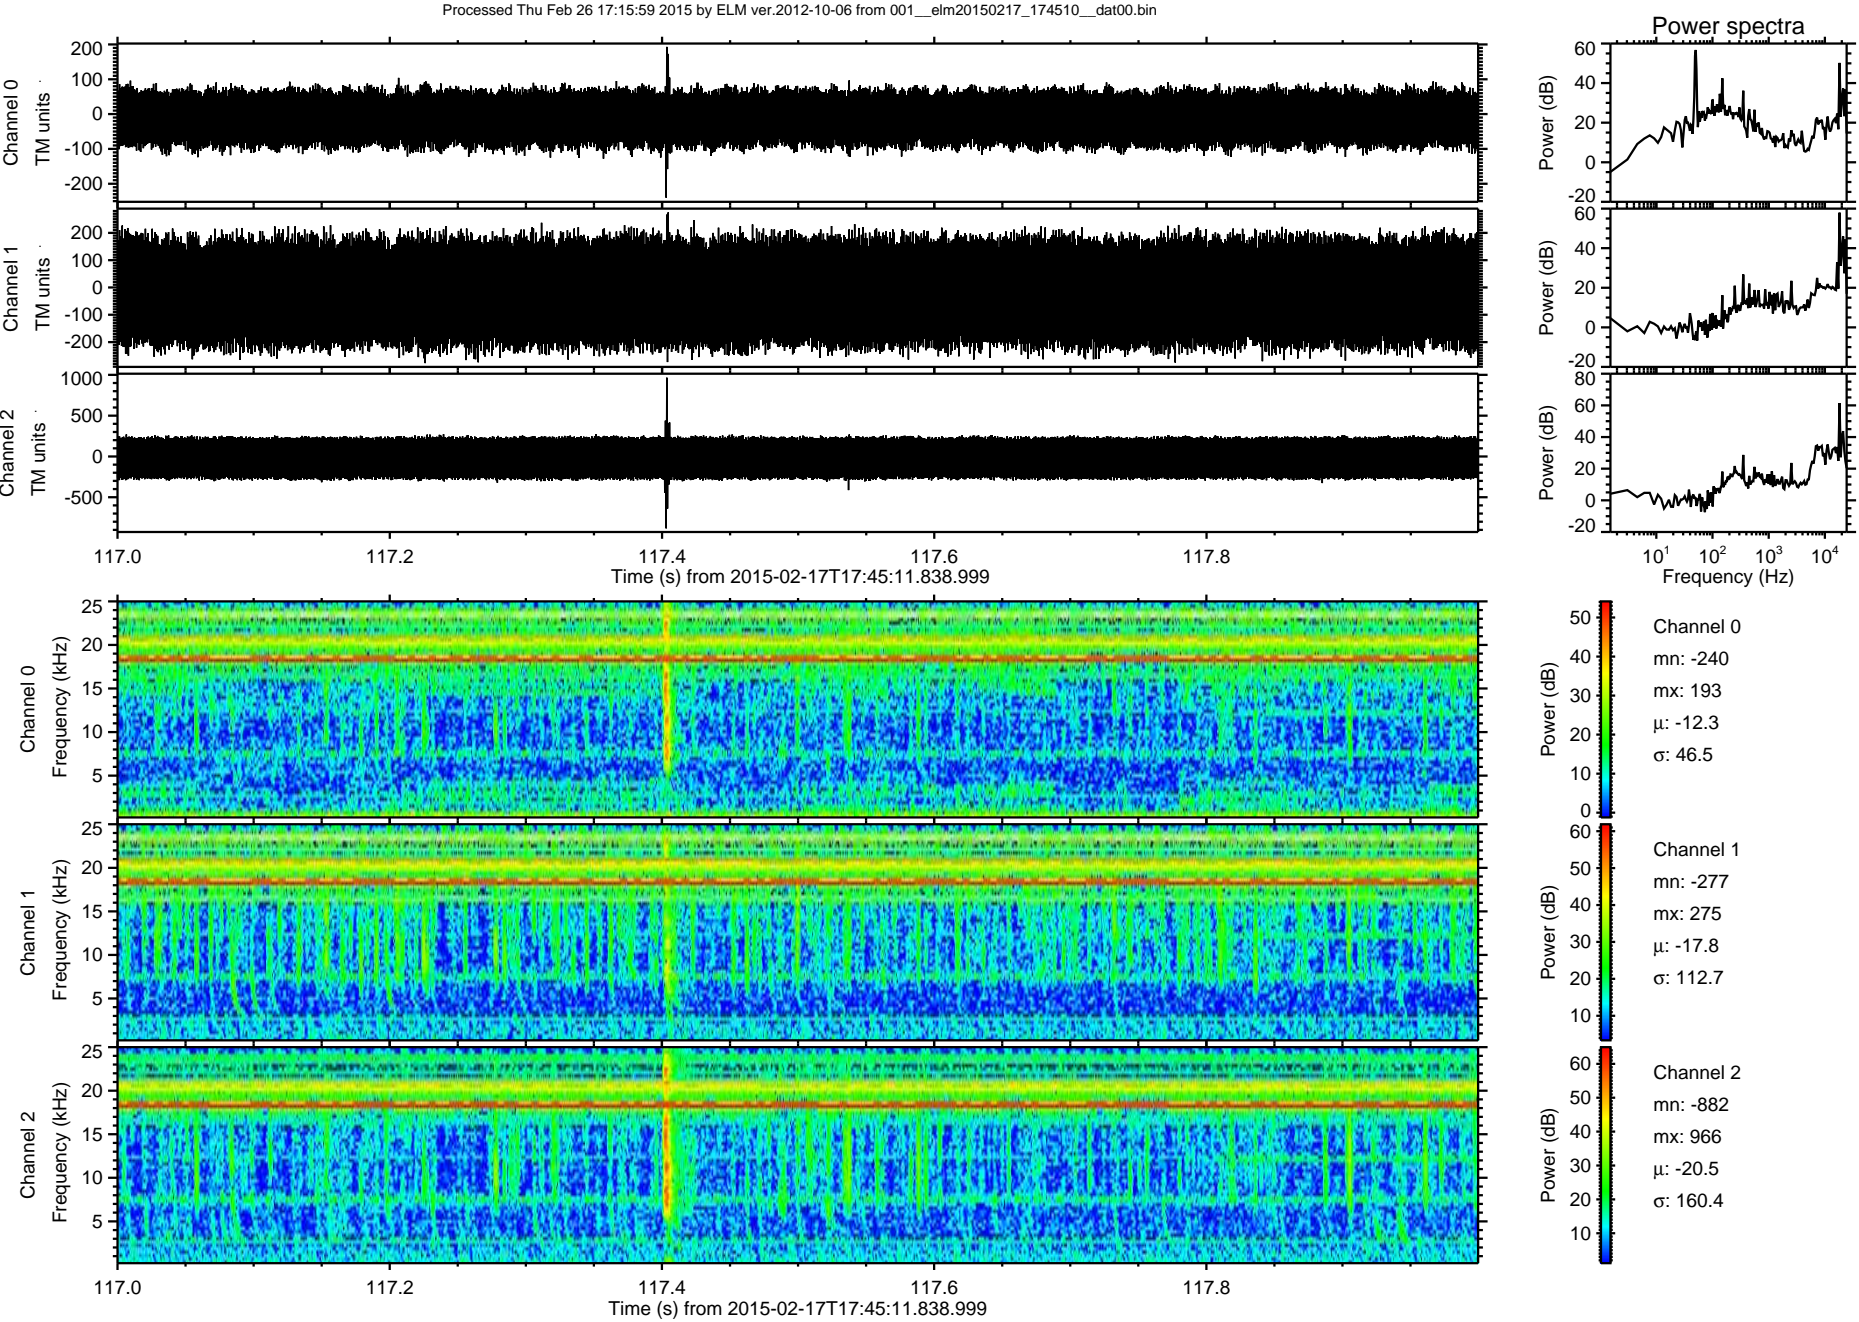 Processed Thu Feb 26 17:15:59 2015 by ELM ver.2012-10-06 from 001__elm20150217_174510__dat00.bin
Power spectra
Channel 0
TM units
200
100
0
-100
-200
Power (dB)
60
40
20
0
-20
Channel 1
TM units
200
100
0
-100
-200
Power (dB)
60
40
20
0
-20
Channel 2
TM units
1000
500
0
-500
Power (dB)
80
60
40
20
0
-20
117.0 117.2 117.4 117.6 117.8
Time (s) from 2015-02-17T17:45:11.838.999
10^1 10^2 10^3 10^4
Frequency (Hz)
Channel 0
Frequency (kHz)
25
20
15
10
5
Power (dB)
50
40
30
20
10
0
Channel 0
mn: -240
mx: 193
μ: -12.3
σ: 46.5
Channel 1
Frequency (kHz)
25
20
15
10
5
Power (dB)
60
50
40
30
20
10
Channel 1
mn: -277
mx: 275
μ: -17.8
σ: 112.7
Channel 2
Frequency (kHz)
25
20
15
10
5
Power (dB)
60
50
40
30
20
10
Channel 2
mn: -882
mx: 966
μ: -20.5
σ: 160.4
117.0 117.2 117.4 117.6 117.8
Time (s) from 2015-02-17T17:45:11.838.999